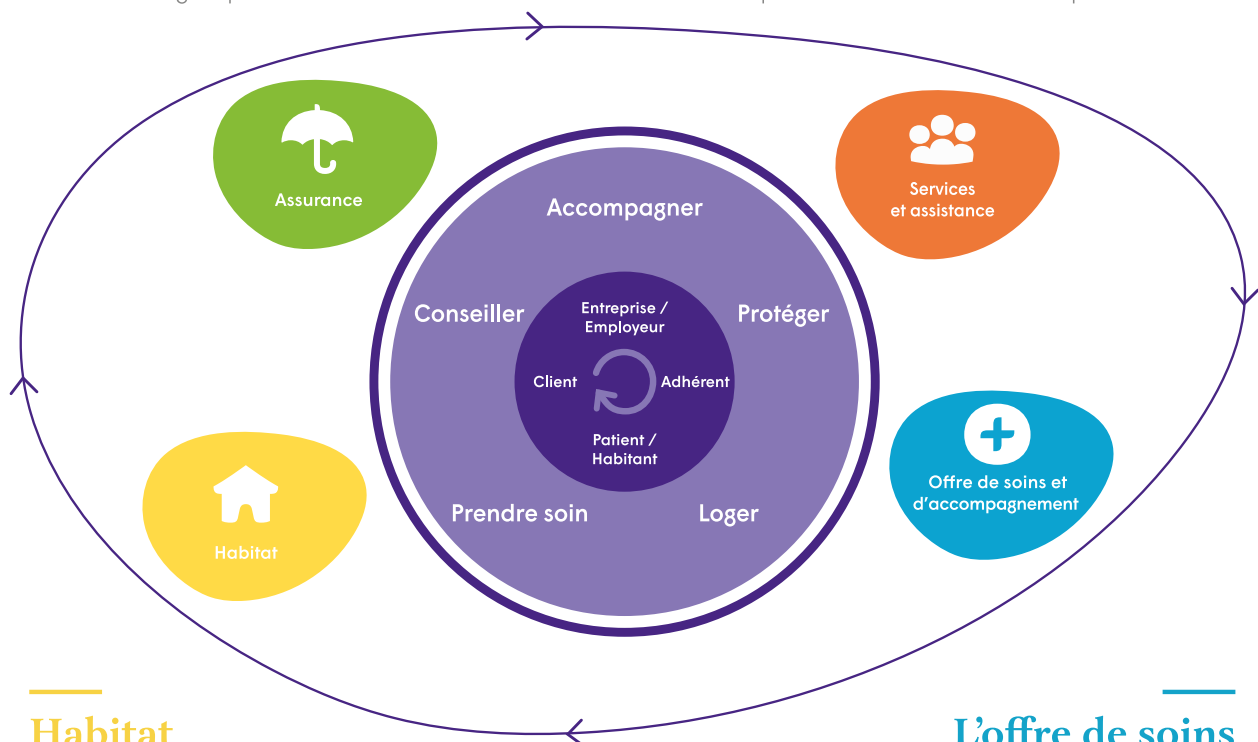 Assurance
Services
et assistance
Accompagner
Conseiller
Protéger
Entreprise /
Employeur
Client
Adhérent
Patient /
Habitant
Prendre soin
Loger
Offre de soins et
d'accompagnement
Habitat
Habitat
L'offre de soins